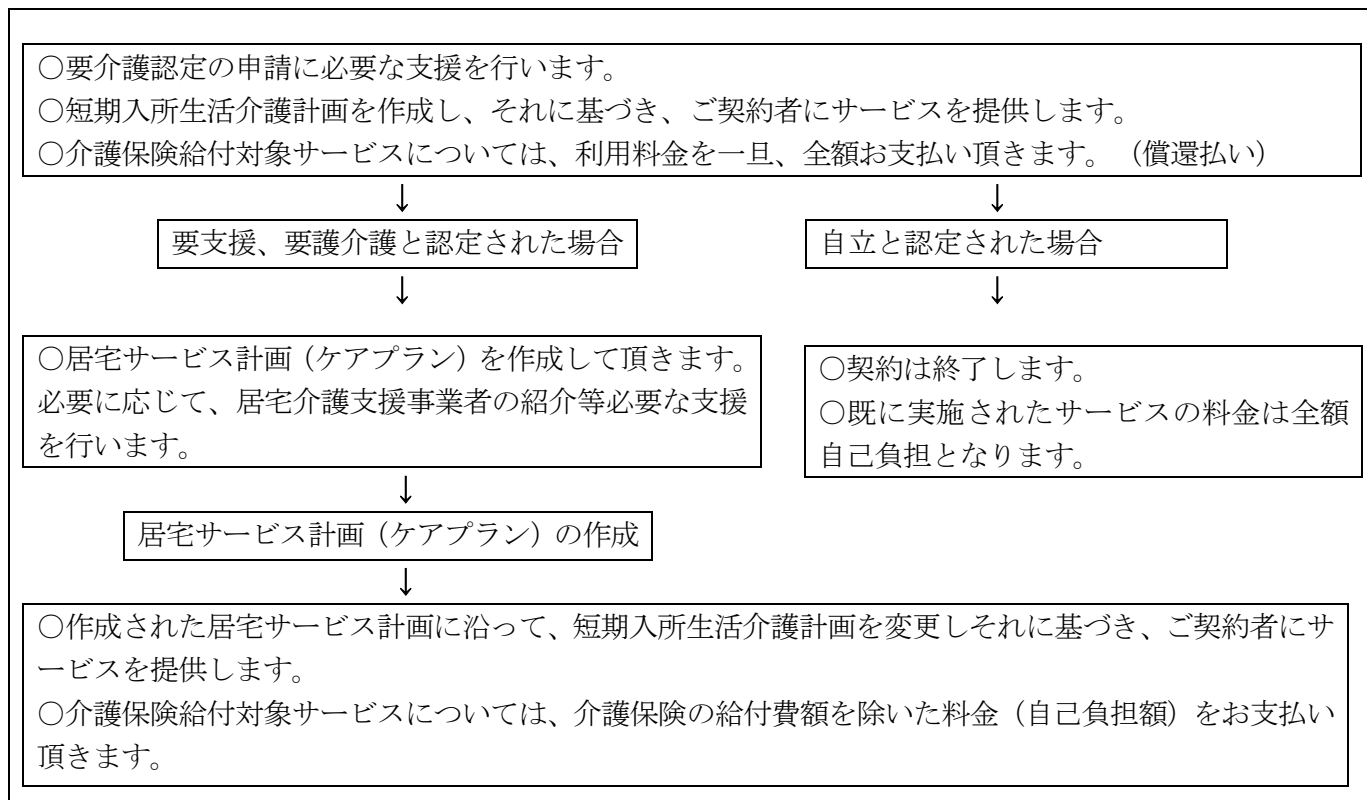 ○要介護認定の申請に必要な支援を行います。
○短期入所生活介護計画を作成し、それに基づき、ご契約者にサービスを提供します。
○介護保険給付対象サービスについては、利用料金を一旦、全額お支払い頂きます。（償還払い）
↓ ↓
要支援、要護介護と認定された場合
自立と認定された場合
↓ ↓
○居宅サービス計画（ケアプラン）を作成して頂きます。
必要に応じて、居宅介護支援事業者の紹介等必要な支援
を行います。
○契約は終了します。
○既に実施されたサービスの料金は全額
自己負担となります。
↓
居宅サービス計画（ケアプラン）の作成
↓
○作成された居宅サービス計画に沿って、短期入所生活介護計画を変更しそれに基づき、ご契約者にサ
ービスを提供します。
○介護保険給付対象サービスについては、介護保険の給付費額を除いた料金（自己負担額）をお支払い
頂きます。